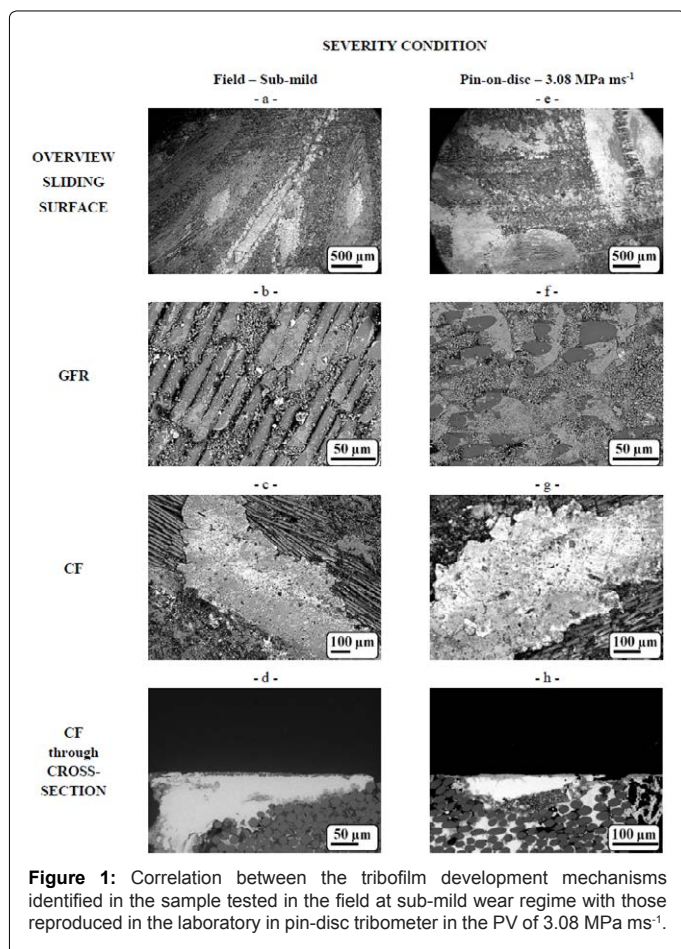 SEVERITY CONDITION
Field – Sub-mild
Pin-on-disc – 3.08 MPa ms⁻¹
- a -
- e -
OVERVIEW
SLIDING
SURFACE
500 µm
500 µm
- b -
- f -
GFR
50 µm
50 µm
- c -
- g -
CF
100 µm
100 µm
- d -
- h -
CF
through
CROSS-
SECTION
50 µm
100 µm
Figure 1: Correlation between the tribofilm development mechanisms
identified in the sample tested in the field at sub-mild wear regime with those
reproduced in the laboratory in pin-disc tribometer in the PV of 3.08 MPa ms⁻¹.